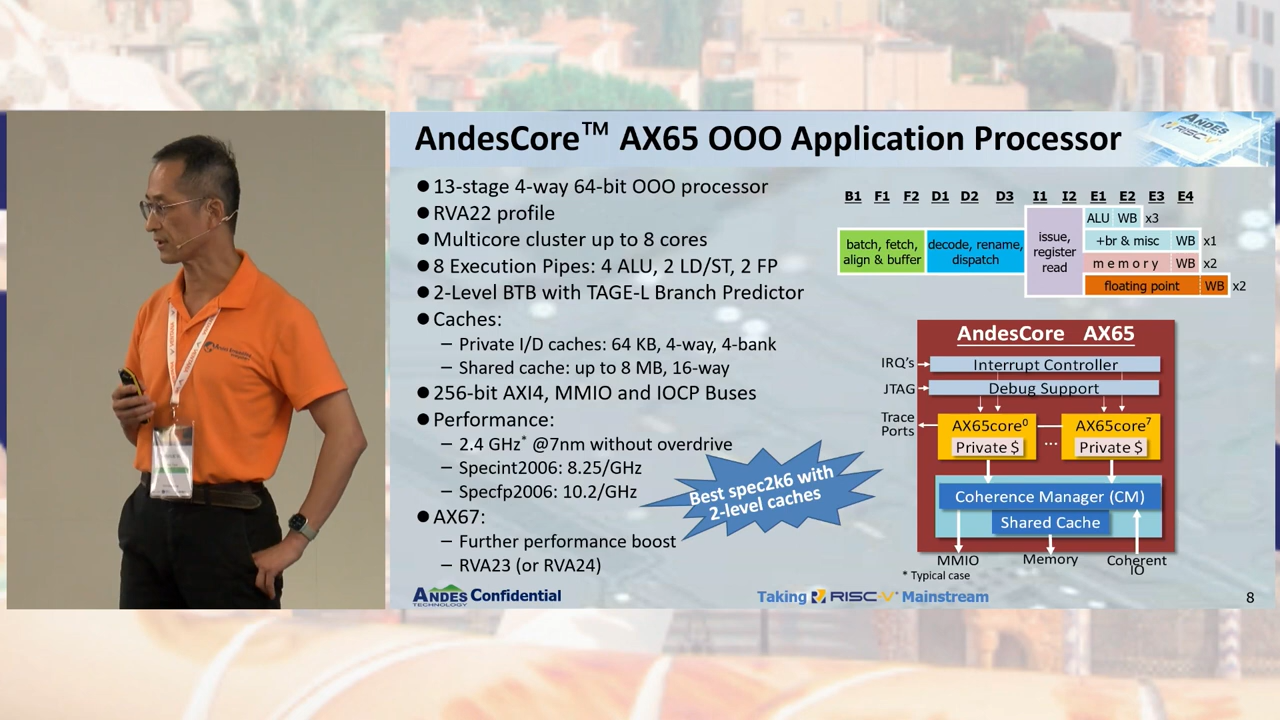 AndesCore™ AX65 OOO Application Processor
ANDES
RISC-V
● 13-stage 4-way 64-bit OOO processor
● RVA22 profile
● Multicore cluster up to 8 cores
● 8 Execution Pipes: 4 ALU, 2 LD/ST, 2 FP
● 2-Level BTB with TAGE-L Branch Predictor
● Caches:
– Private I/D caches: 64 KB, 4-way, 4-bank
– Shared cache: up to 8 MB, 16-way
● 256-bit AXI4, MMIO and IOCP Buses
● Performance:
– 2.4 GHz* @7nm without overdrive
– Specint2006: 8.25/GHz
– Specfp2006: 10.2/GHz
● AX67:
– Further performance boost
– RVA23 (or RVA24)
Best spec2k6 with
2-level caches
B1 F1 F2 D1 D2 D3 I1 I2 E1 E2 E3 E4
batch, fetch,
align & buffer
decode, rename,
dispatch
issue,
register
read
ALU WB x3
+br & misc WB x1
memory WB x2
floating point WB x2
AndesCore AX65
IRQ's
Interrupt Controller
JTAG
Debug Support
Trace
Ports
AX65core⁰
Private $
...
AX65core⁷
Private $
Coherence Manager (CM)
Shared Cache
MMIO
Memory
Coherent
IO
* Typical case
ANDES
TECHNOLOGY
Confidential
Taking RISC-V® Mainstream
8